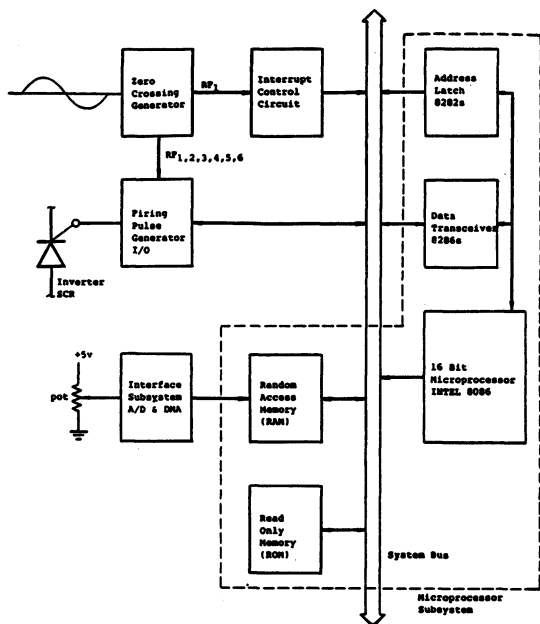 Zero
Crossing
Generator
RF1
Interrupt
Control
Circuit
Address
Latch
8282s
RF1,2,3,4,5,6
Firing
Pulse
Generator
I/O
Data
Transceiver
8286s
Inverter
SCR
16 Bit
Microprocessor
INTEL 8086
+5v
pot
Interface
Subsystem
A/D & DMA
Random
Access
Memory
(RAM)
Read
Only
Memory
(ROM)
System Bus
Microprocessor
Subsystem